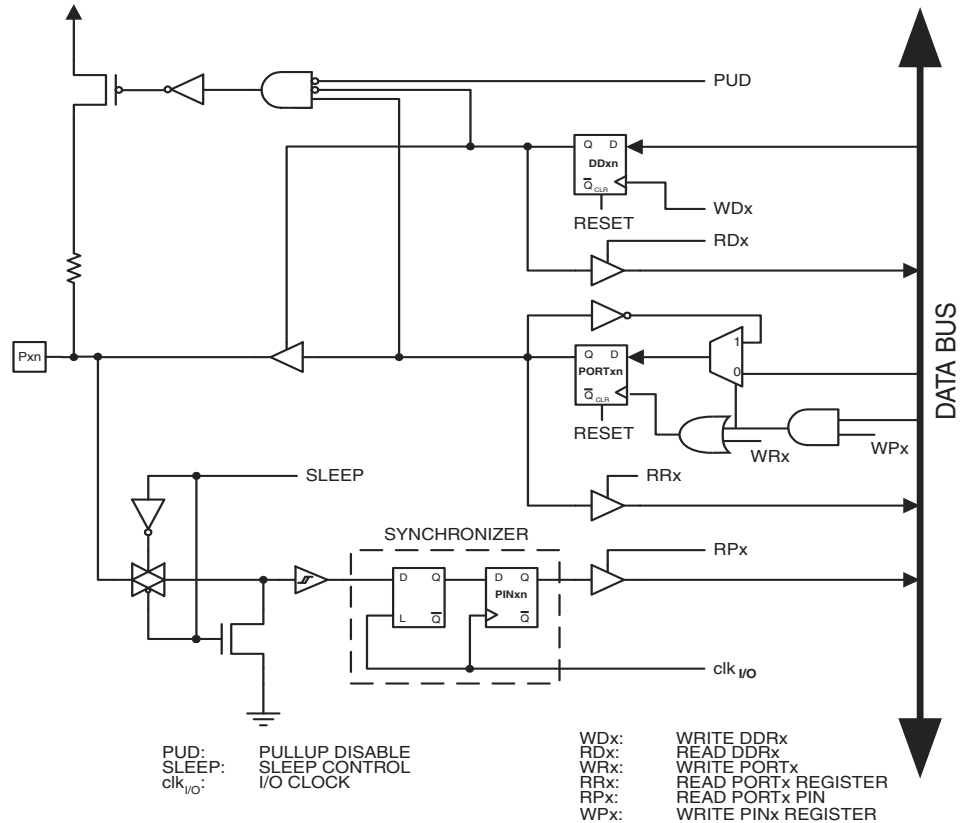 PUD
Q D
DDxn
Q CLR
WDx
RESET
RDx
Pxn
1
Q D
PORTxn
0
Q CLR
RESET
WRx
WPx
DATA BUS
SLEEP
RRx
SYNCHRONIZER
RPx
D Q
D Q
PINxn
L Q
Q
clk I/O
PUD: PULLUP DISABLE
SLEEP: SLEEP CONTROL
clkI/O: I/O CLOCK
WDx: WRITE DDRx
RDx: READ DDRx
WRx: WRITE PORTx
RRx: READ PORTx REGISTER
RPx: READ PORTx PIN
WPx: WRITE PINx REGISTER